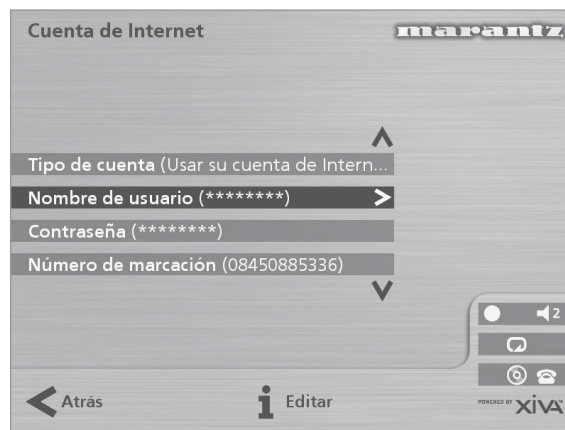 Cuenta de Internet
marantz
Tipo de cuenta (Usar su cuenta de Intern...
Nombre de usuario (********)
Contraseña (********)
Número de marcación (08450885336)
2
Atrás
i Editar
POWERED BY XiVA